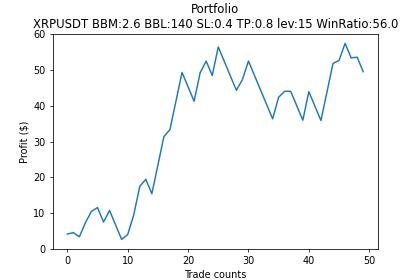 Portfolio
XRPUSDT BBM:2.6 BBL:140 SL:0.4 TP:0.8 lev:15 WinRatio:56.0
60
50
40
30
20
10
0
Profit ($)
0 10 20 30 40 50
Trade counts